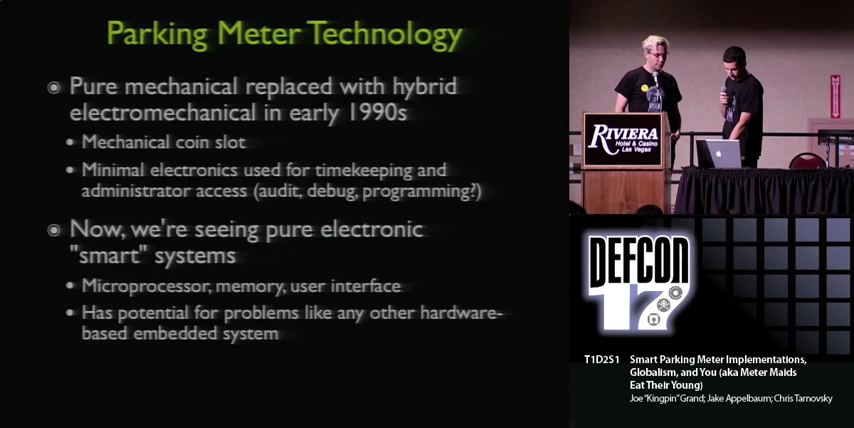 Parking Meter Technology
Pure mechanical replaced with hybrid
electromechanical in early 1990s
Mechanical coin slot
Minimal electronics used for timekeeping and
administrator access (audit, debug, programming?)
Now, we're seeing pure electronic
"smart" systems
Microprocessor, memory, user interface
Has potential for problems like any other hardware-
based embedded system
RIVIERA
Hotel & Casino
Las Vegas
DEFCON
17
T1D2S1 Smart Parking Meter Implementations,
Globalism, and You (aka Meter Maids
Eat Their Young)
Joe "Kingpin" Grand; Jake Appelbaum; Chris Tarnovsky